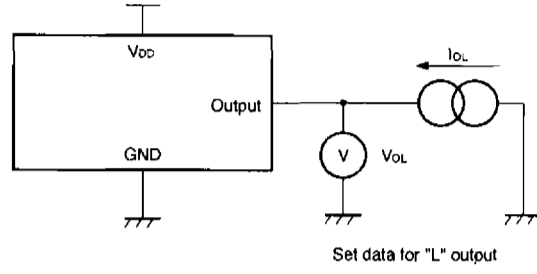 VDD
IOL
Output
GND
V
VOL
Set data for "L" output